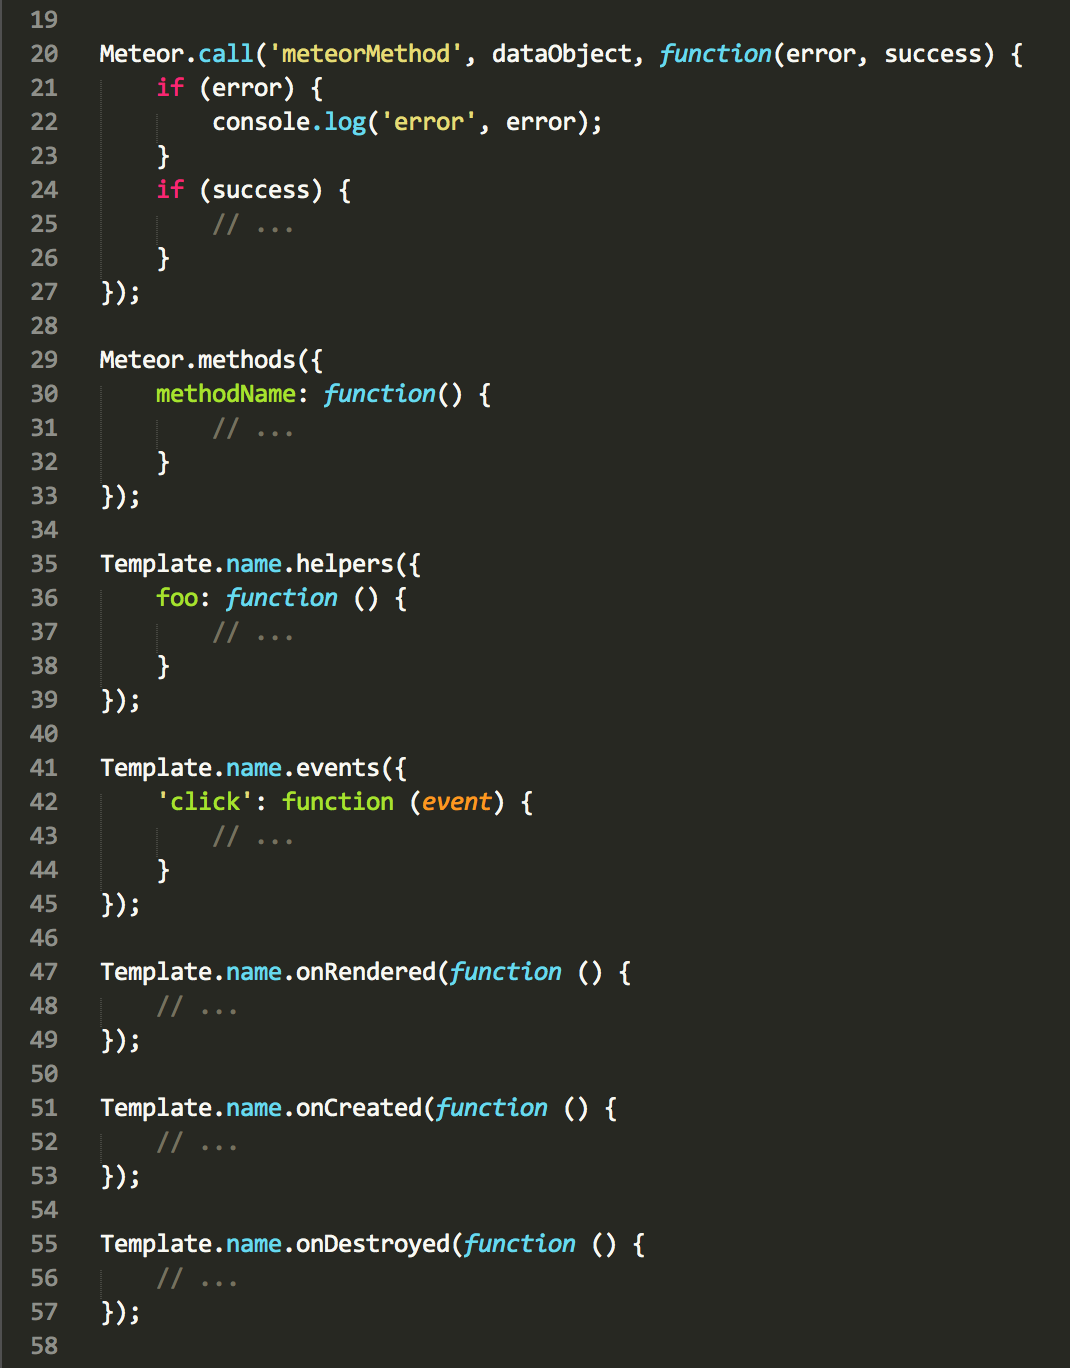 19
20 Meteor.call('meteorMethod', dataObject, function(error, success) {
21     if (error) {
22         console.log('error', error);
23     }
24     if (success) {
25         // ...
26     }
27 });
28
29 Meteor.methods({
30     methodName: function() {
31         // ...
32     }
33 });
34
35 Template.name.helpers({
36     foo: function () {
37         // ...
38     }
39 });
40
41 Template.name.events({
42     'click': function (event) {
43         // ...
44     }
45 });
46
47 Template.name.onRendered(function () {
48     // ...
49 });
50
51 Template.name.onCreated(function () {
52     // ...
53 });
54
55 Template.name.onDestroyed(function () {
56     // ...
57 });
58